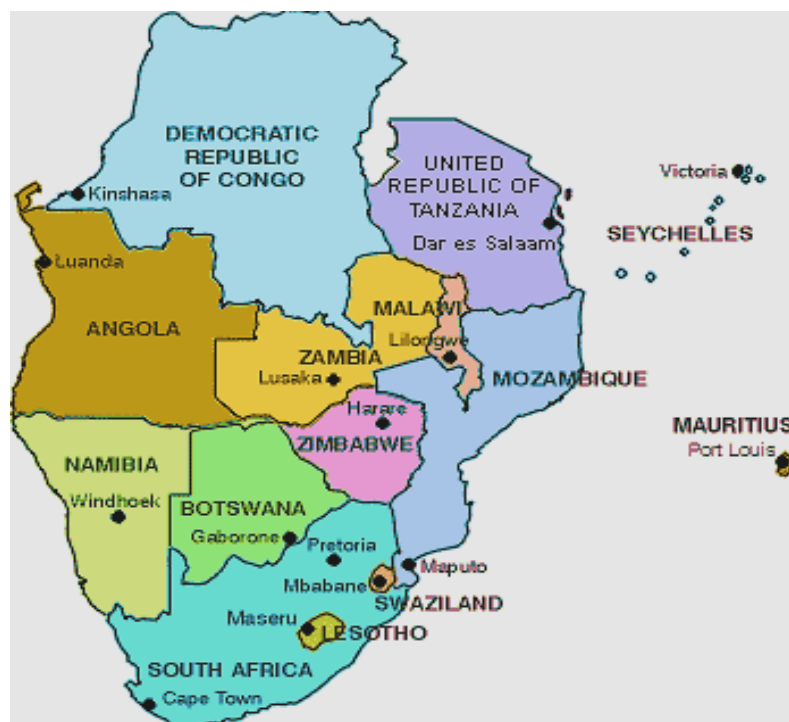 DEMOCRATIC
REPUBLIC
OF CONGO
Kinshasa
UNITED
REPUBLIC OF
TANZANIA
Dar es Salaam
Victoria
SEYCHELLES
Luanda
ANGOLA
MALAWI
Lilongwe
ZAMBIA
Lusaka
MOZAMBIQUE
Harare
ZIMBABWE
MAURITIUS
Port Louis
NAMIBIA
Windhoek
BOTSWANA
Gaborone
Pretoria
Maputo
Mbabane
SWAZILAND
Maseru
LESOTHO
SOUTH AFRICA
Cape Town